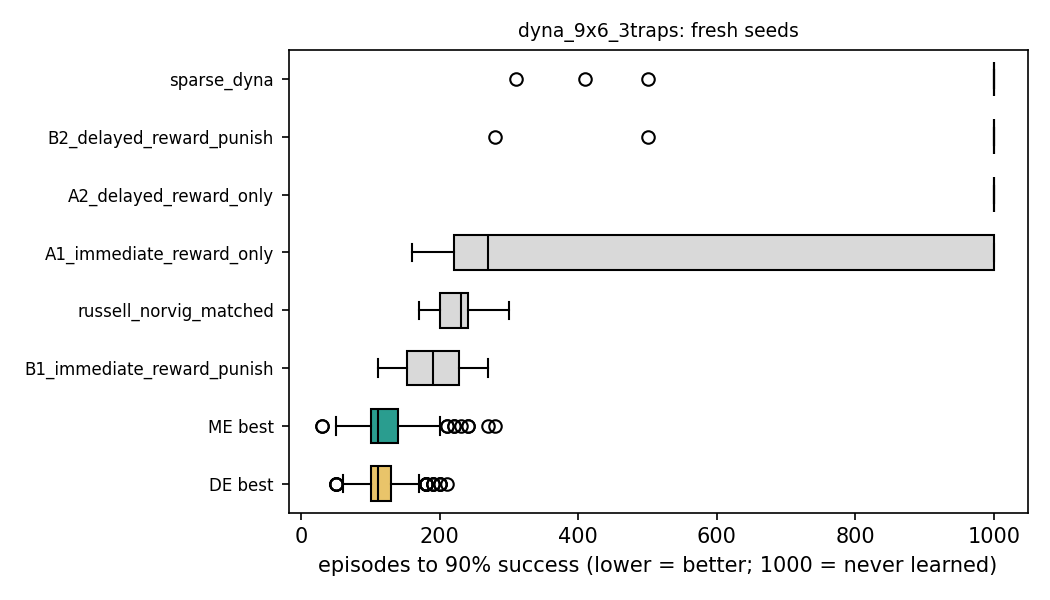 dyna_9x6_3traps: fresh seeds
sparse_dyna
B2_delayed_reward_punish
A2_delayed_reward_only
A1_immediate_reward_only
russell_norvig_matched
B1_immediate_reward_punish
ME best
DE best
0 200 400 600 800 1000
episodes to 90% success (lower = better; 1000 = never learned)